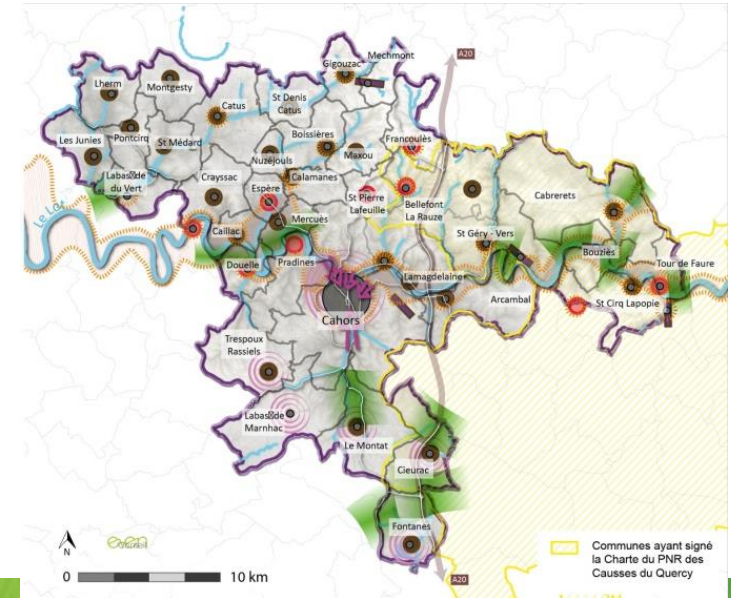 A20
Mechmont
Gigouzac
Lherm
Montgesty
Catus
St Denis
Catus
Boissières
Francoulès
Les Junies
Pontcirq
St Médard
Nuzéjouls
Maxou
Cabrerets
Labastide
du Vert
Crayssac
Calamanes
Espère
St Pierre
Lafeuille
Bellefont
La Rauze
Le Lot
Mercuès
St Géry - Vers
Caillac
Bouziès
Tour de Faure
Douelle
Pradines
Lamagdelaine
Arcambal
St Cirq Lapopie
Cahors
Trespoux
Rassiels
Labastide de
Marnhac
Le Montat
Cieurac
Fontanes
N
even
0
10 km
A20
Communes ayant signé
la Charte du PNR des
Causses du Quercy